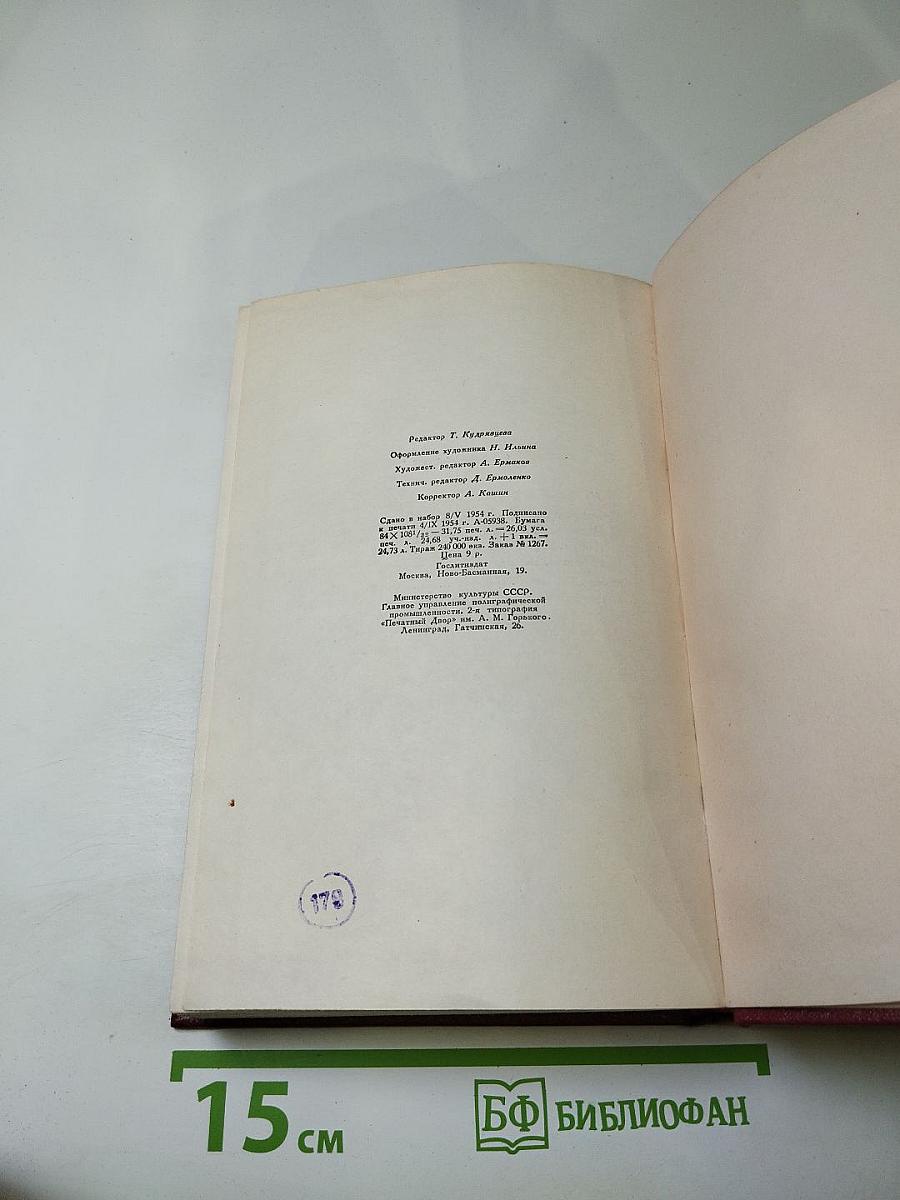 Редактор Т. Кудрявцева
Оформление художника Н. Ильина
Художест. редактор А. Ермаков
Технич. редактор Д. Ермоленко
Корректор А. Кашин
Сдано в набор 8/V 1954 г. Подписано
к печати 4/IX 1954 г. А-05938. Бумага
84 × 108¹/₃₂ — 31,75 печ. л. — 26,03 усл.
печ. л. 24,68 уч.-изд. л. + 1 вкл. —
24,73 л. Тираж 240 000 экз. Заказ № 1267.
Цена 9 р.
Гослитиздат
Москва, Ново-Басманная, 19.
Министерство культуры СССР.
Главное управление полиграфической
промышленности. 2-я типография
«Печатный Двор» им. А. М. Горького.
Ленинград, Гатчинская, 26.
179
15 см
БФ БИБЛИОФАН